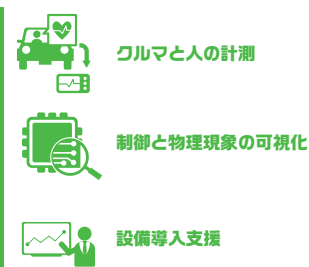 クルマと人の計測
制御と物理現象の可視化
設備導入支援